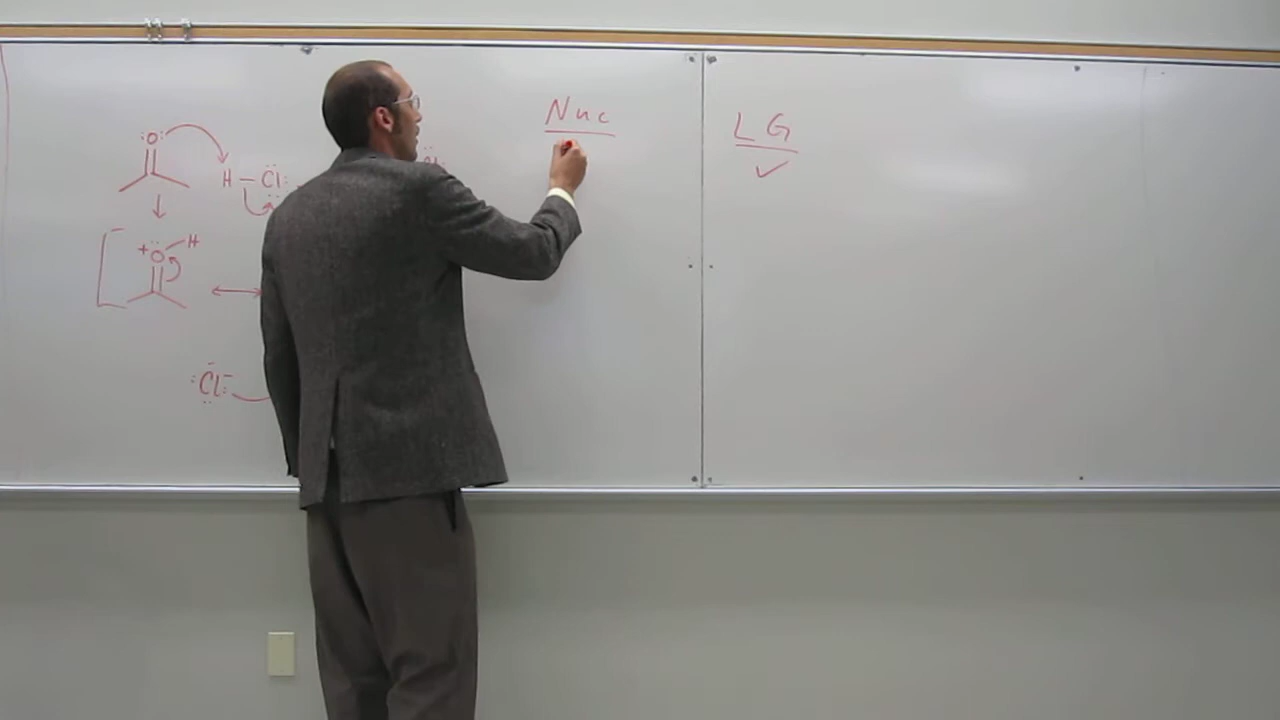 Nuc
LG
✓
:O:
H — Cl:
+ O H
:Cl:⁻